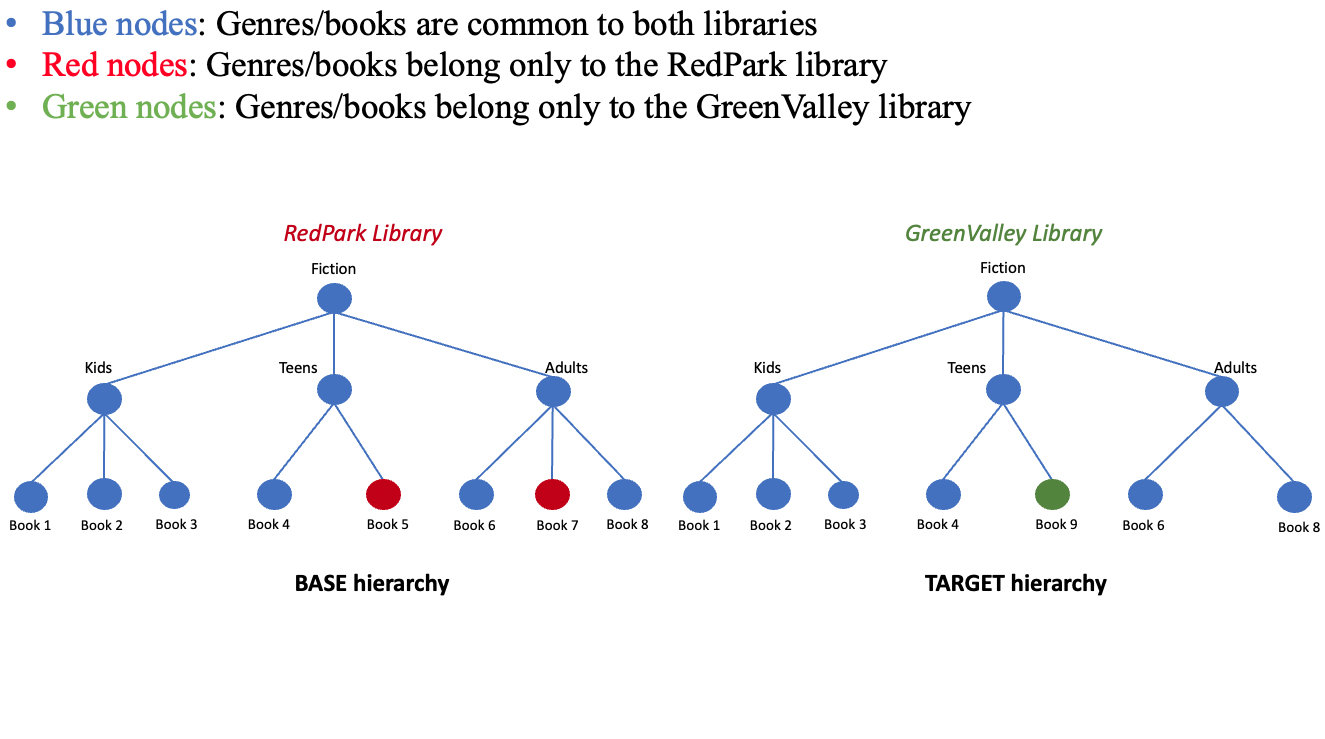 • Blue nodes: Genres/books are common to both libraries
• Red nodes: Genres/books belong only to the RedPark library
• Green nodes: Genres/books belong only to the GreenValley library
RedPark Library
Fiction
Kids
Teens
Adults
Book 1
Book 2
Book 3
Book 4
Book 5
Book 6
Book 7
Book 8
BASE hierarchy
GreenValley Library
Fiction
Kids
Teens
Adults
Book 1
Book 2
Book 3
Book 4
Book 9
Book 6
Book 8
TARGET hierarchy